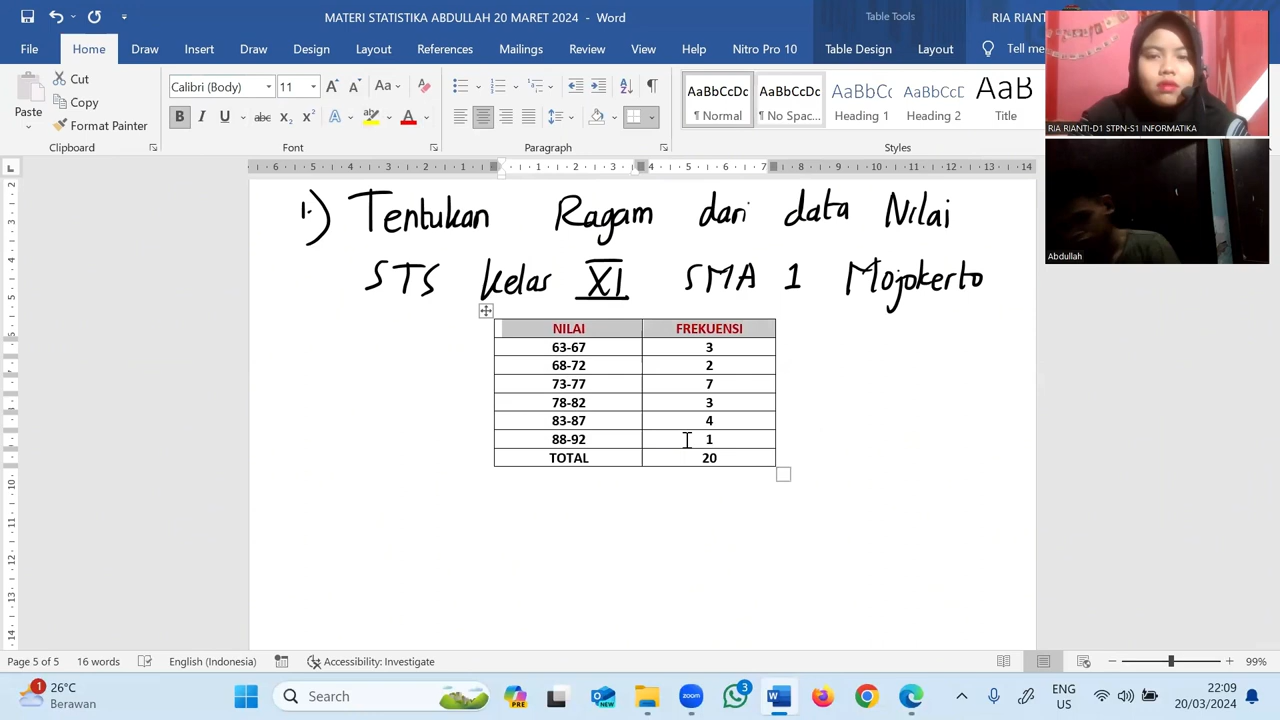 MATERI STATISTIKA ABDULLAH 20 MARET 2024 - Word
Table Tools
RIA RIANTI
File Home Draw Insert Draw Design Layout References Mailings Review View Nitro Pro 10 Table Design Layout Tell me
Paste
Cut
Copy
Format Painter
Clipboard
Calibri (Body) 11
Font
Paragraph
AaBbCcDc
¶ Normal
AaBbCcDc
¶ No Spac...
AaBbCc
Heading 1
AaBbCcD
Heading 2
AaB
Title
Styles
RIA RIANTI-D1 STPN-S1 INFORMATIKA
Abdullah
1.) Tentukan Ragam dari data Nilai
STS kelas XI SMA 1 Mojokerto
NILAI FREKUENSI
63-67 3
68-72 2
73-77 7
78-82 3
83-87 4
88-92 1
TOTAL 20
Page 5 of 5 16 words English (Indonesia) Accessibility: Investigate 99%
26°C
Berawan
Search
ENG
US
22:09
20/03/2024